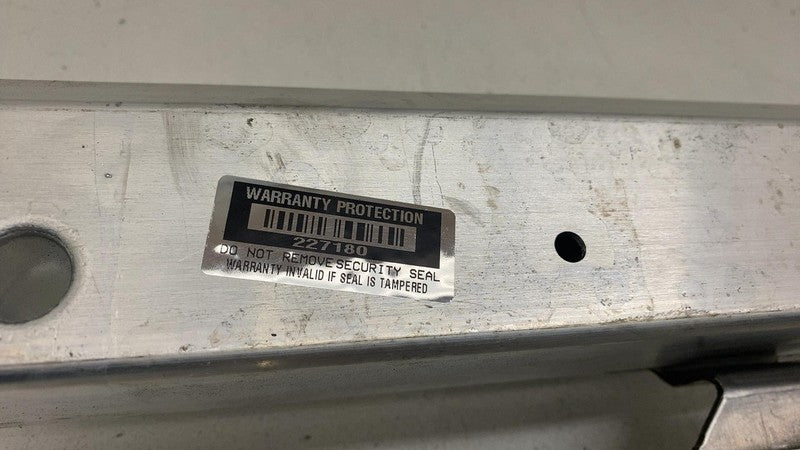 WARRANTY PROTECTION
227180
DO NOT REMOVE SECURITY SEAL
WARRANTY INVALID IF SEAL IS TAMPERED